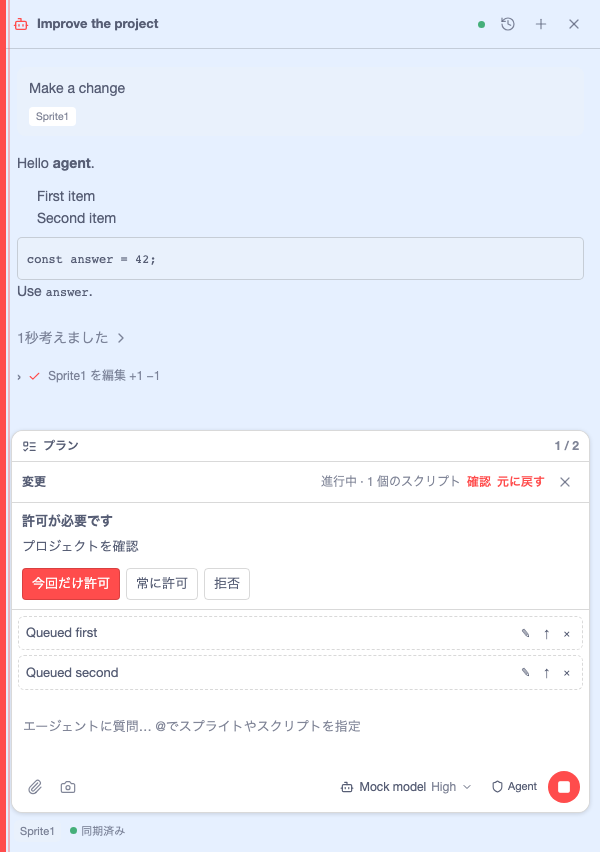 Improve the project
Make a change
Sprite1
Hello agent.
First item
Second item
const answer = 42;
Use answer.
1秒考えました
Sprite1 を編集 +1 −1
プラン 1 / 2
変更 進行中 · 1 個のスクリプト 確認 元に戻す
許可が必要です
プロジェクトを確認
今回だけ許可 常に許可 拒否
Queued first
Queued second
エージェントに質問... @でスプライトやスクリプトを指定
Mock model High Agent
Sprite1 同期済み